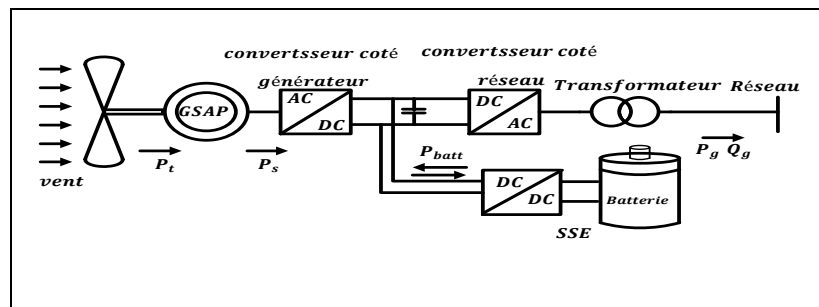 convertsseur coté convertsseur coté
générateur réseau Transformateur Réseau
GSAP AC DC DC AC
vent P_t P_s P_batt P_g Q_g
DC DC Batterie
SSE